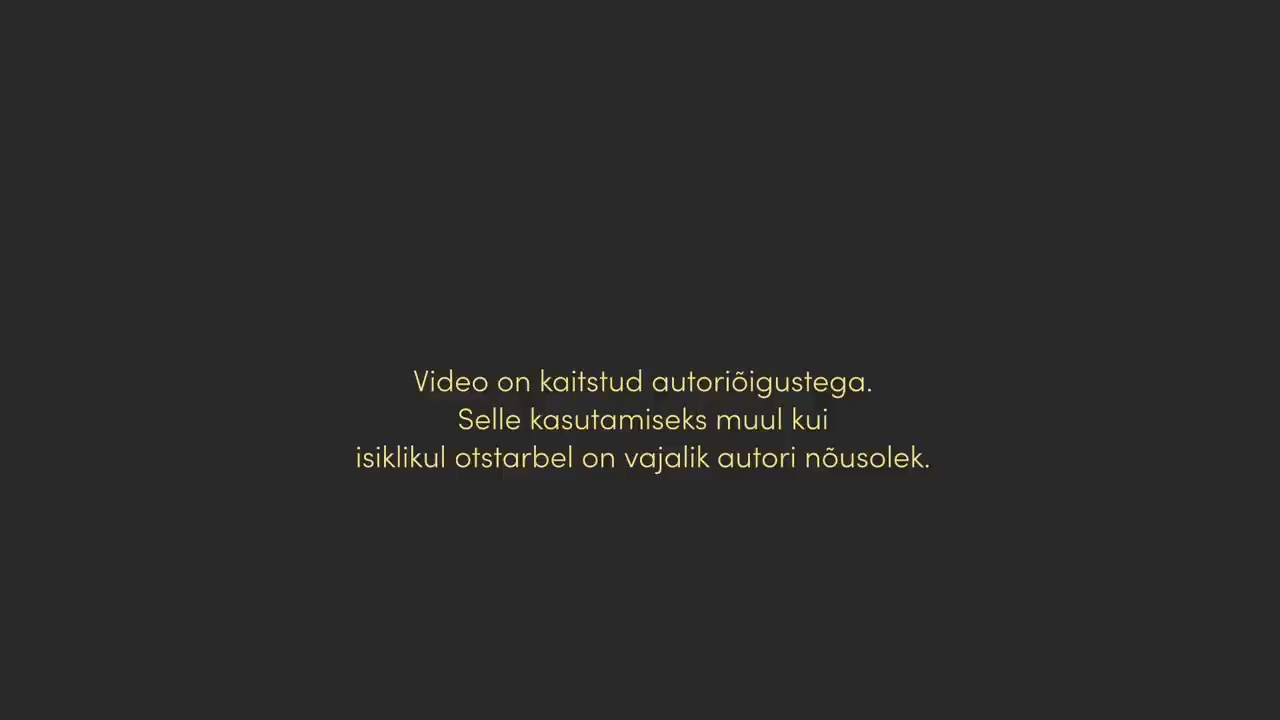 Video on kaitstud autoriõigustega.
Selle kasutamiseks muul kui
isiklikul otstarbel on vajalik autori nõusolek.